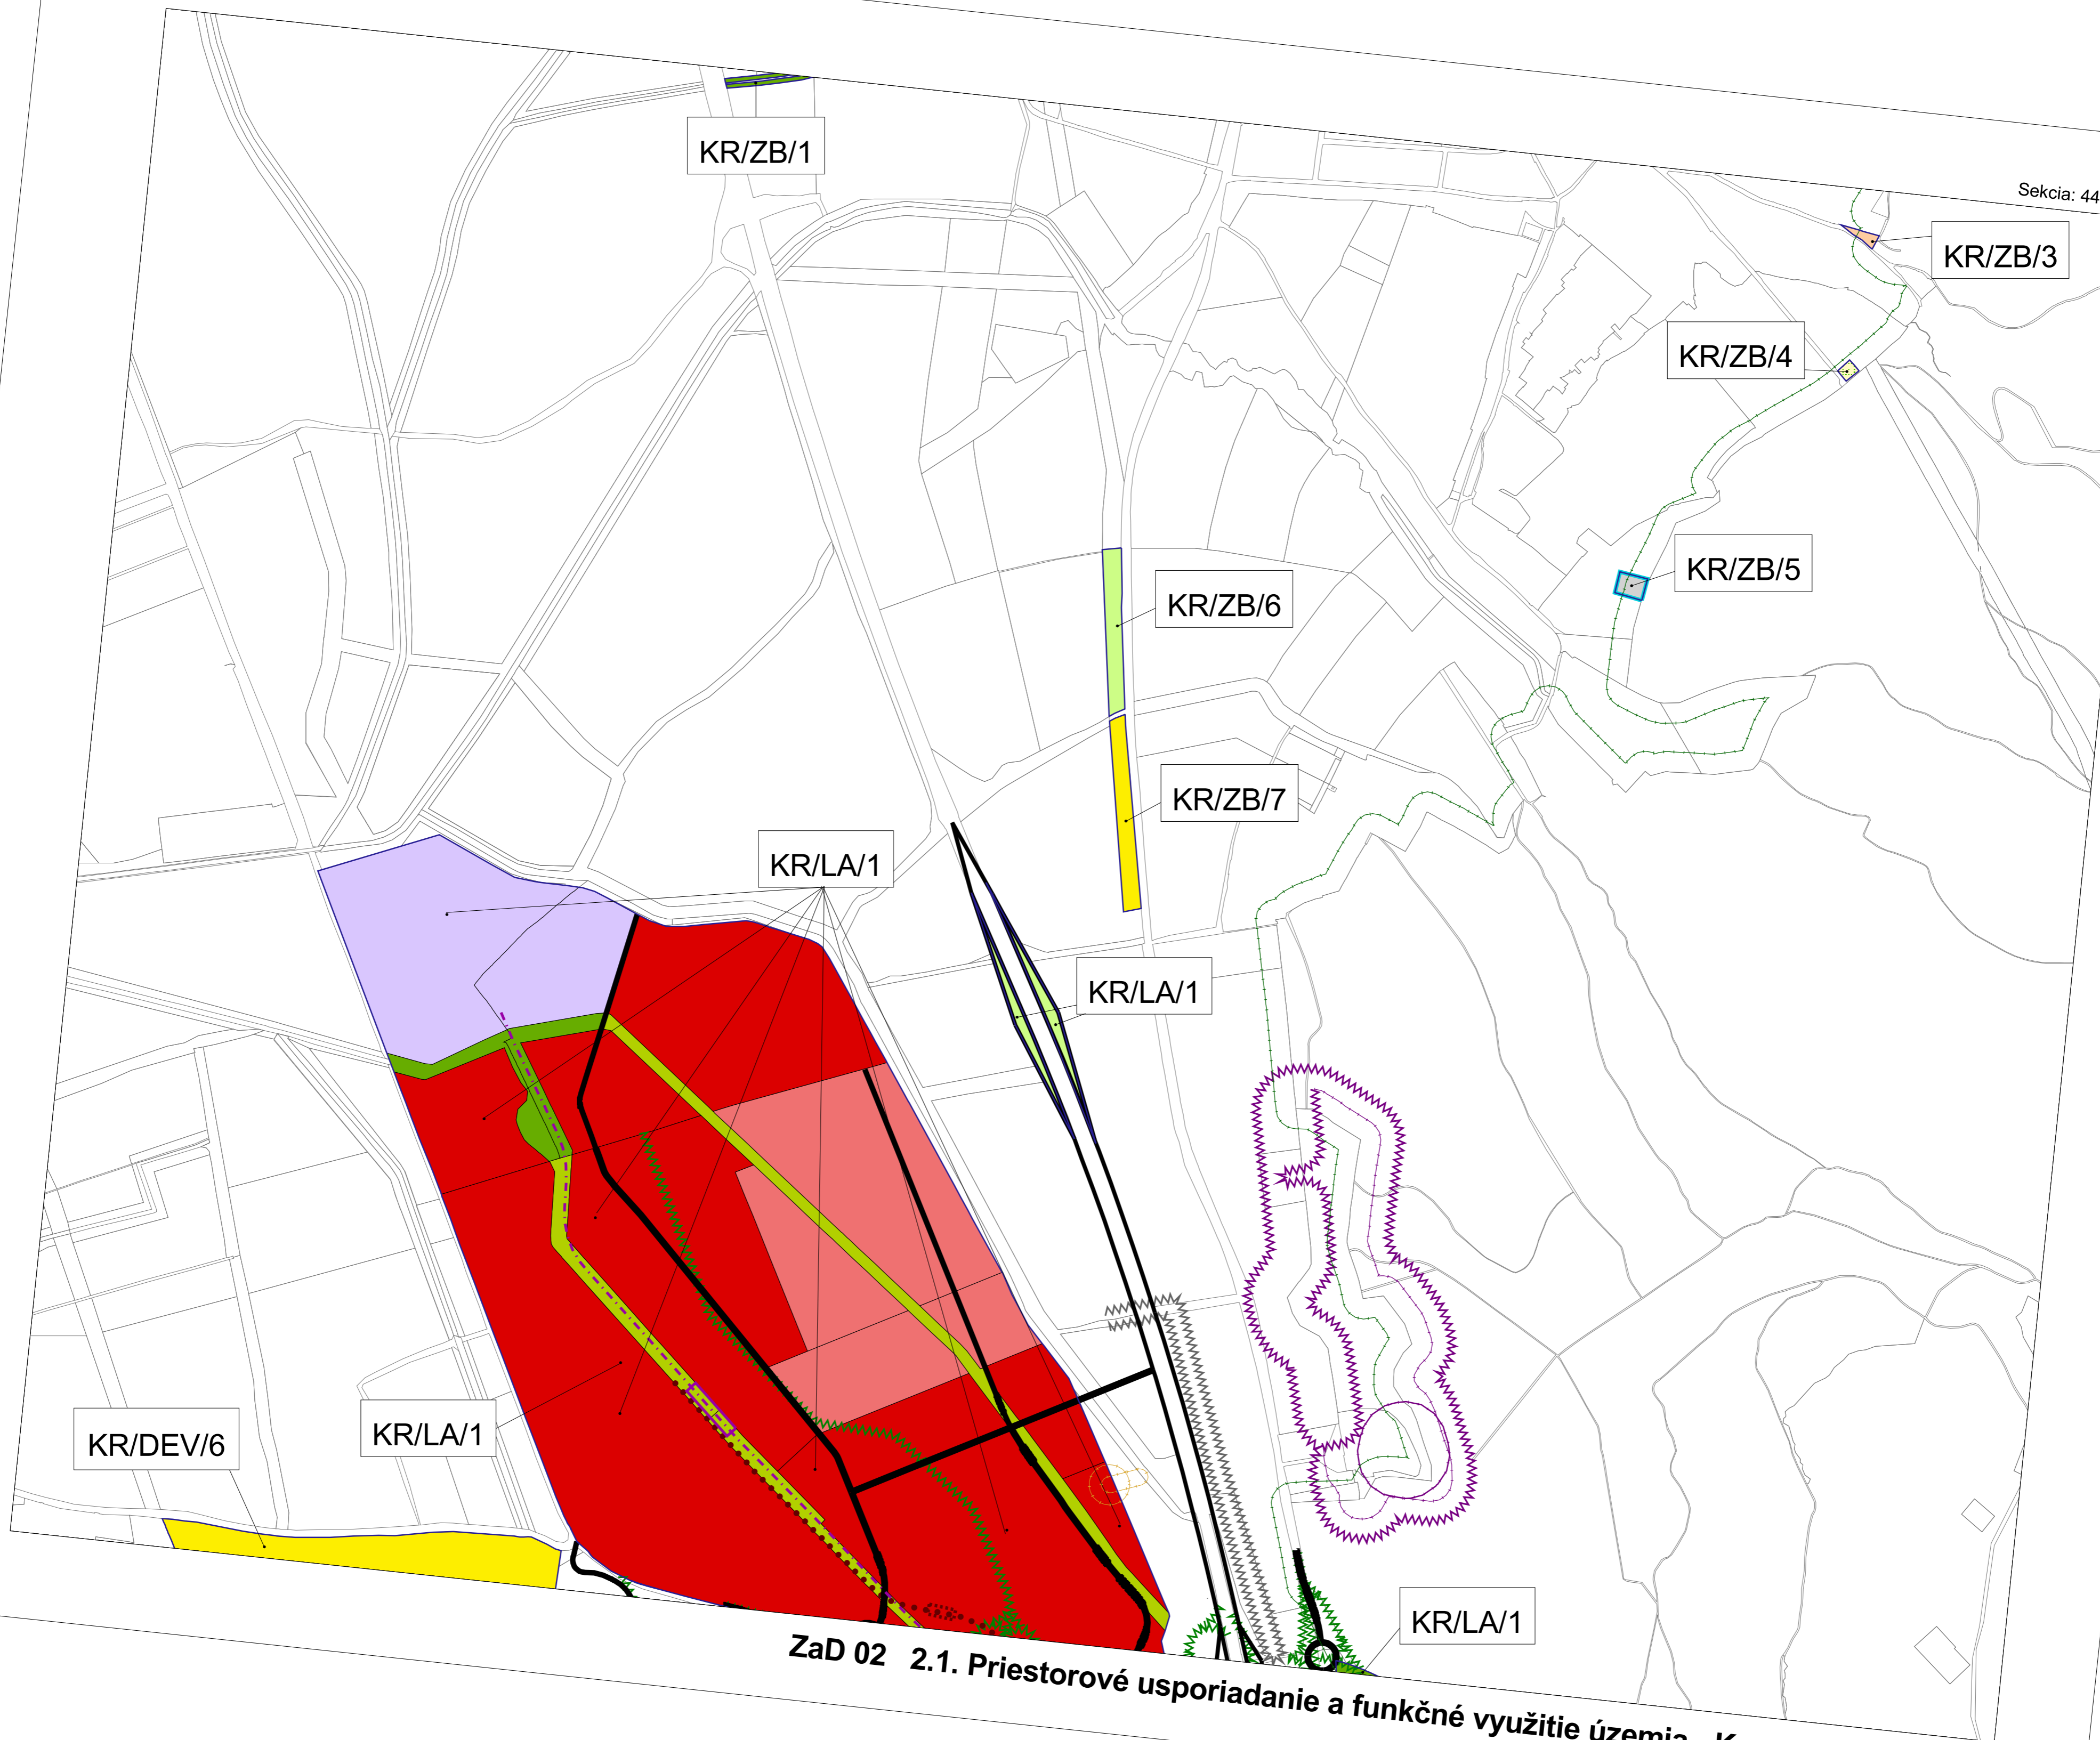 KR/ZB/1
Sekcia: 44
KR/ZB/3
KR/ZB/4
KR/ZB/5
KR/ZB/6
KR/ZB/7
KR/LA/1
KR/LA/1
KR/LA/1
KR/DEV/6
KR/LA/1
ZaD 02 2.1. Priestorové usporiadanie a funkčné využitie územia